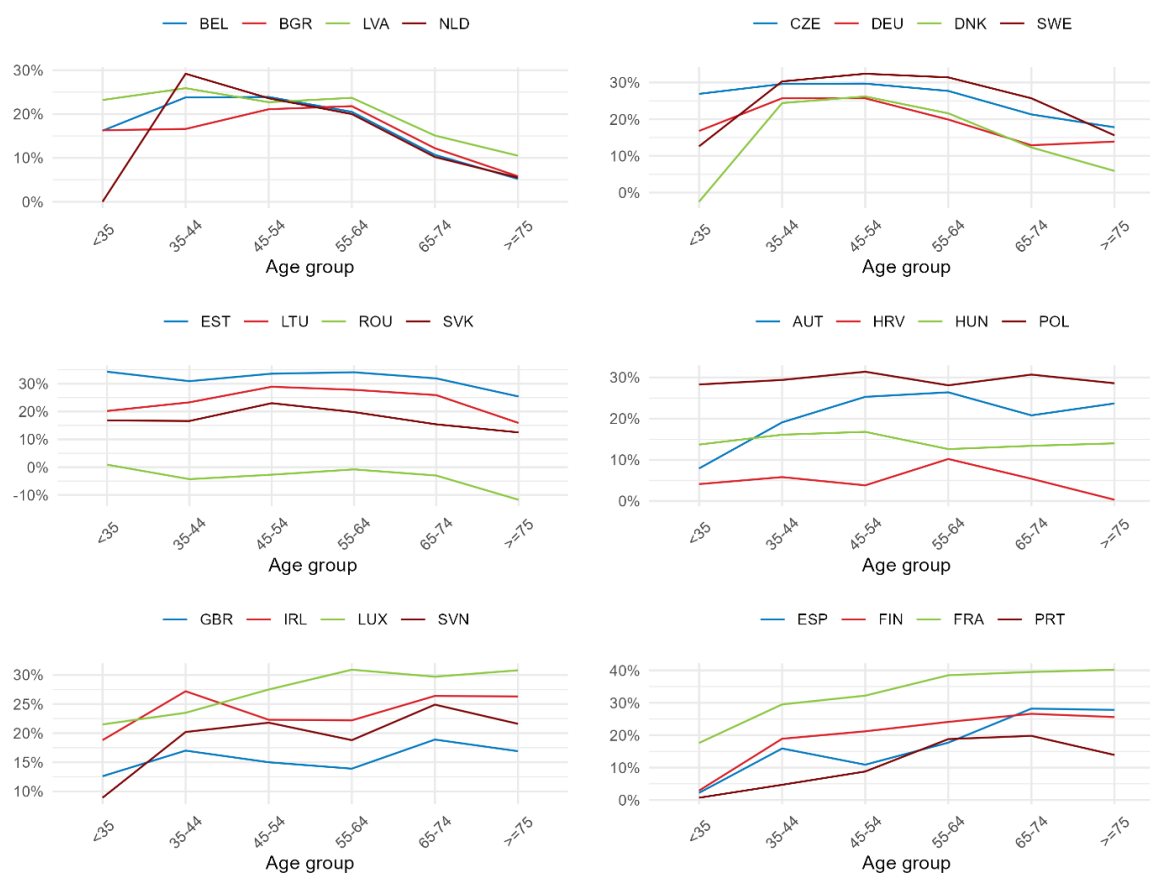 BEL BGR LVA NLD
30%
20%
10%
0%
<35 35-44 45-54 55-64 65-74 >=75
Age group
CZE DEU DNK SWE
30%
20%
10%
0%
<35 35-44 45-54 55-64 65-74 >=75
Age group
EST LTU ROU SVK
30%
20%
10%
0%
-10%
<35 35-44 45-54 55-64 65-74 >=75
Age group
AUT HRV HUN POL
30%
20%
10%
0%
<35 35-44 45-54 55-64 65-74 >=75
Age group
GBR IRL LUX SVN
30%
25%
20%
15%
10%
<35 35-44 45-54 55-64 65-74 >=75
Age group
ESP FIN FRA PRT
40%
30%
20%
10%
0%
<35 35-44 45-54 55-64 65-74 >=75
Age group